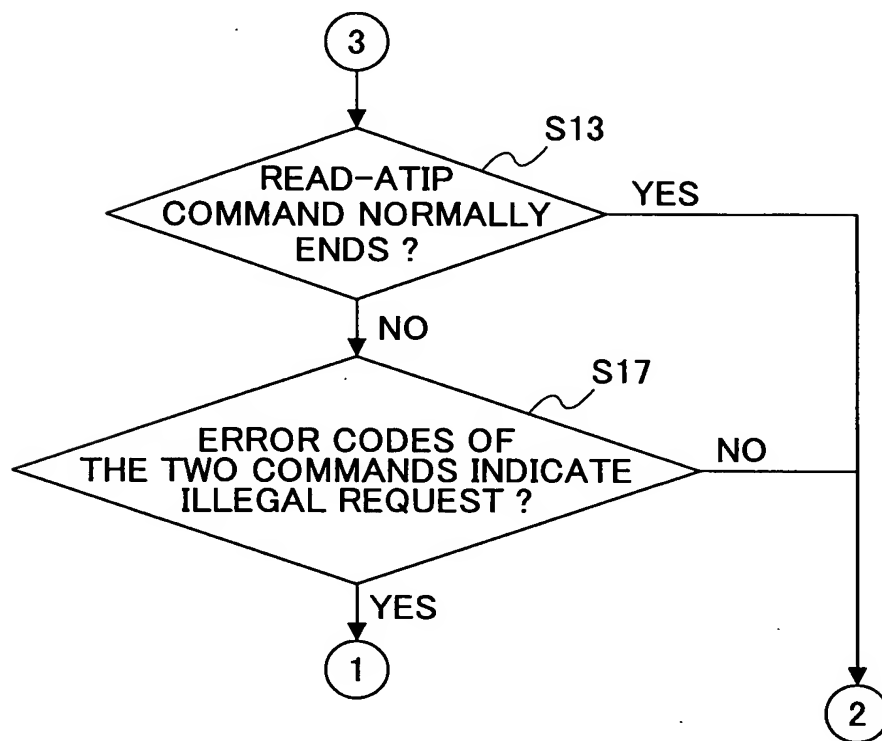 3
S13
READ-ATIP
COMMAND NORMALLY
ENDS ?
YES
NO
S17
ERROR CODES OF
THE TWO COMMANDS INDICATE
ILLEGAL REQUEST ?
NO
YES
1
2